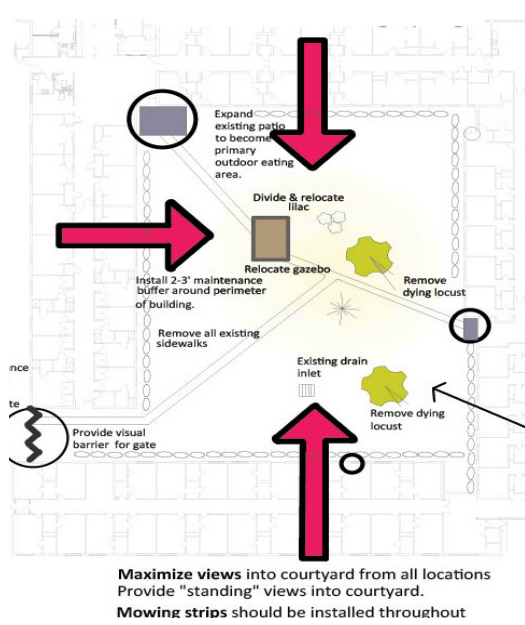 Expand
existing patio
to become
primary
outdoor eating
area.
Divide & relocate
lilac
Relocate gazebo
Install 2-3' maintenance
buffer around perimeter
of building.
Remove
dying locust
Remove all existing
sidewalks
Existing drain
inlet
nce
te
Remove dying
locust
Provide visual
barrier for gate
Maximize views into courtyard from all locations
Provide "standing" views into courtyard.
Mowing strips should be installed throughout